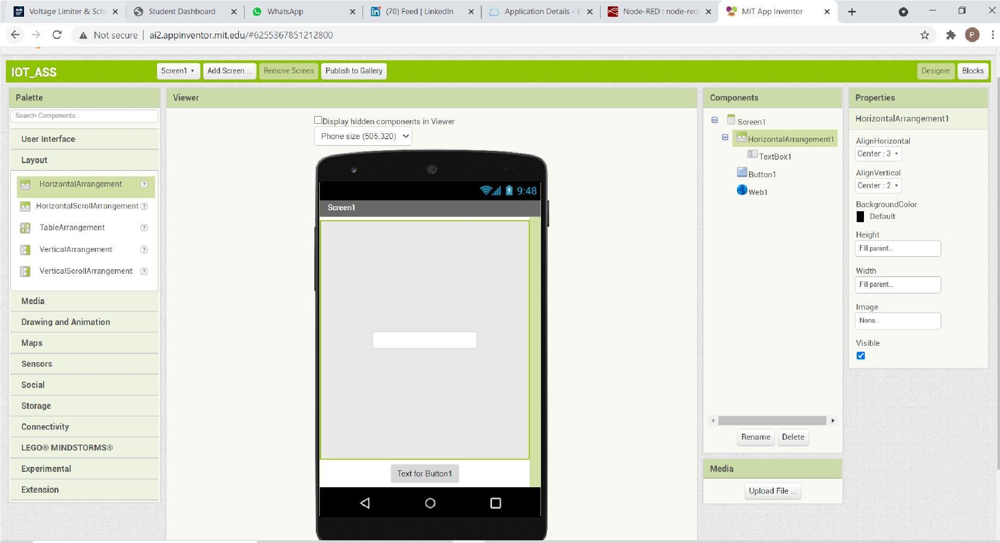 Voltage Limiter & Sch
Student Dashboard
WhatsApp
(70) Feed | LinkedIn
Application Details -
Node-RED : node-red
MIT App Inventor
Not secure | ai2.appinventor.mit.edu/#6255367851212800
P
IOT_ASS
Screen1
Add Screen ...
Remove Screen
Publish to Gallery
Designer
Blocks
Palette
Search Components...
User Interface
Layout
HorizontalArrangement ?
HorizontalScrollArrangement ?
TableArrangement ?
VerticalArrangement ?
VerticalScrollArrangement ?
Media
Drawing and Animation
Maps
Sensors
Social
Storage
Connectivity
LEGO® MINDSTORMS®
Experimental
Extension
Viewer
Display hidden components in Viewer
Phone size (505,320)
9:48
Screen1
Text for Button1
Components
Screen1
HorizontalArrangement1
TextBox1
Button1
Web1
Rename
Delete
Media
Upload File ...
Properties
HorizontalArrangement1
AlignHorizontal
Center : 3
AlignVertical
Center : 2
BackgroundColor
Default
Height
Fill parent...
Width
Fill parent...
Image
None...
Visible